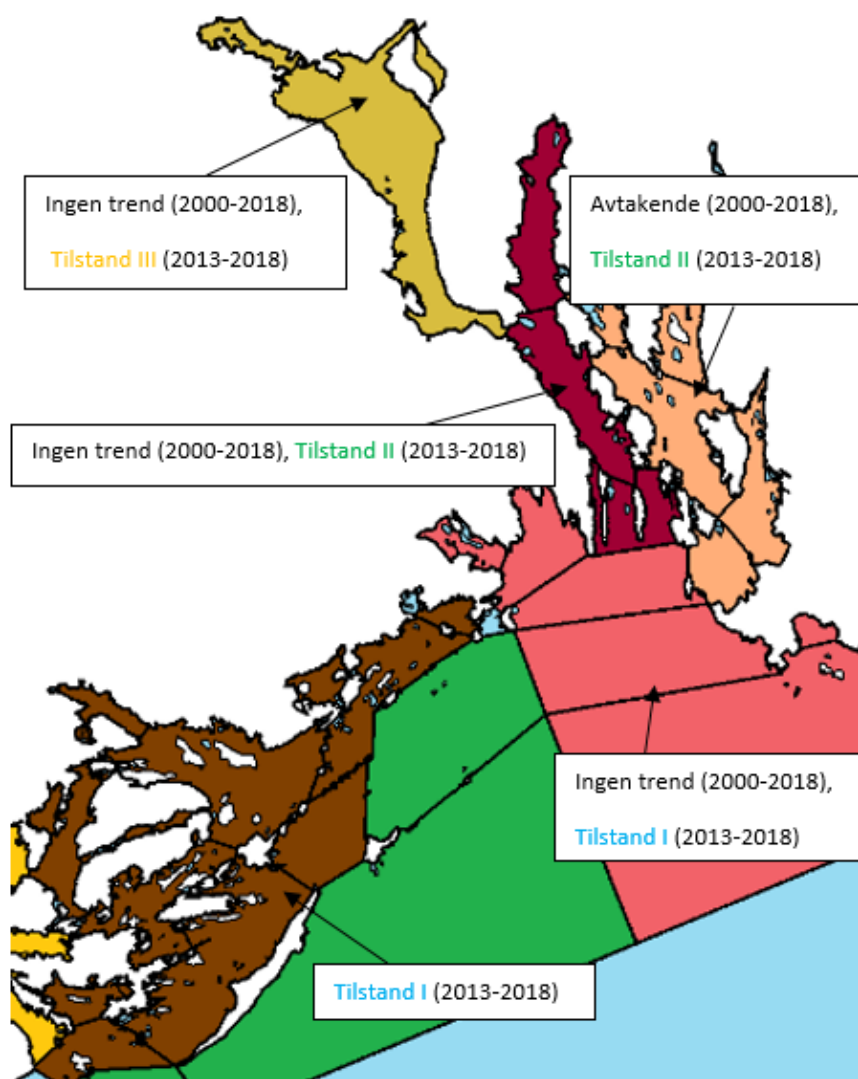 Ingen trend (2000-2018),
Tilstand III (2013-2018)
Avtakende (2000-2018),
Tilstand II (2013-2018)
Ingen trend (2000-2018), Tilstand II (2013-2018)
Ingen trend (2000-2018),
Tilstand I (2013-2018)
Tilstand I (2013-2018)